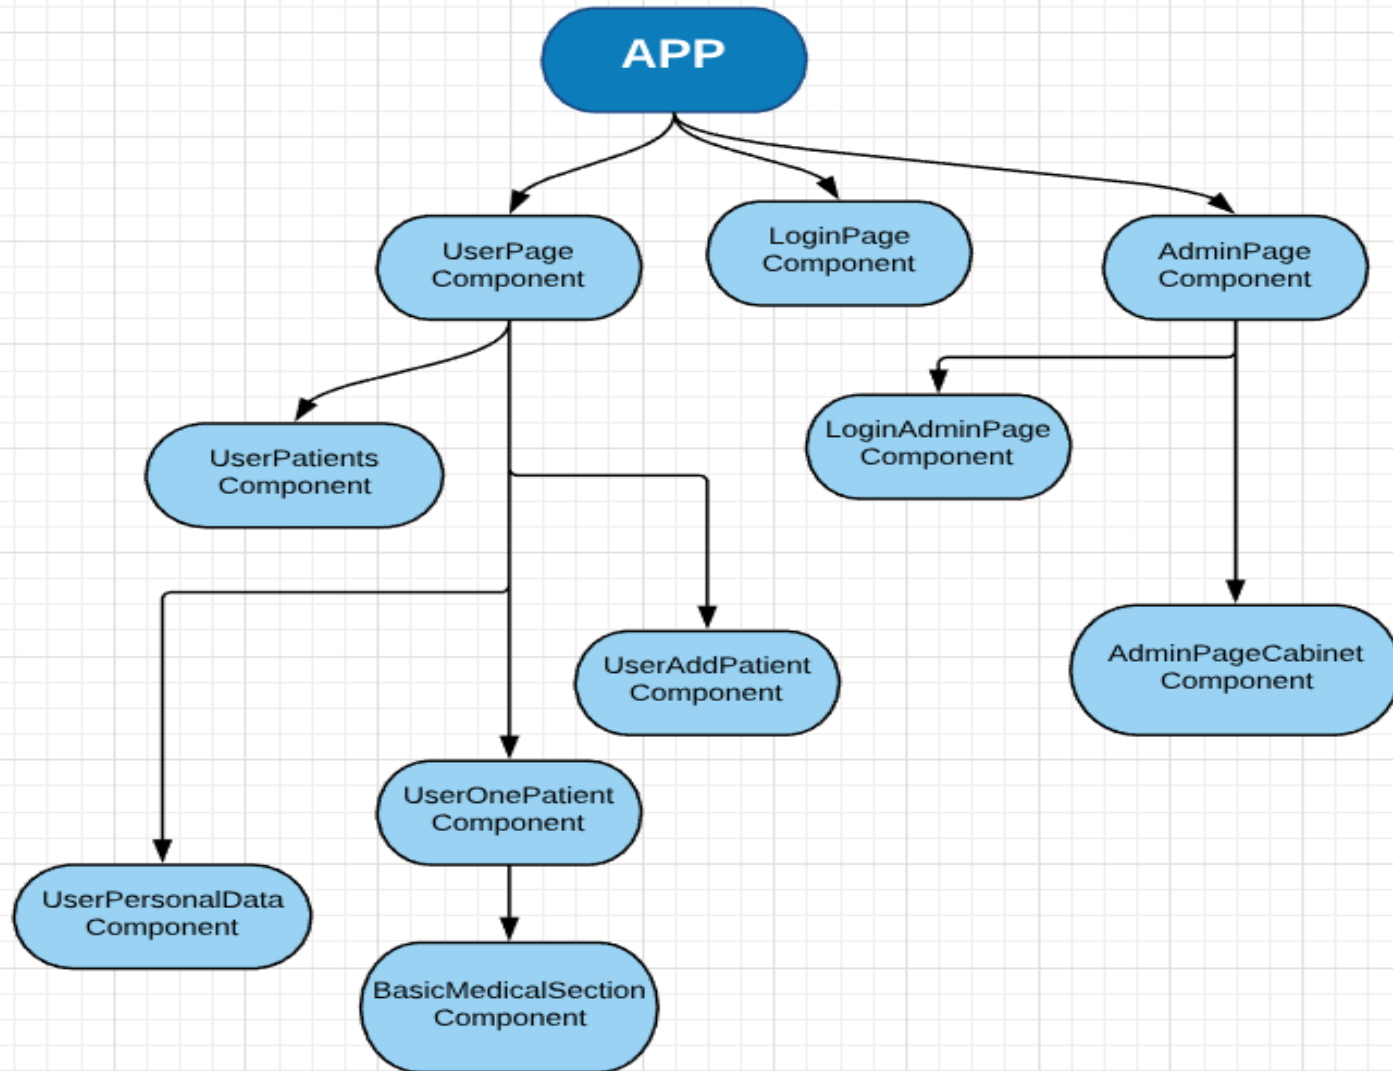 APP
UserPage
Component
LoginPage
Component
AdminPage
Component
UserPatients
Component
LoginAdminPage
Component
UserAddPatient
Component
AdminPageCabinet
Component
UserOnePatient
Component
UserPersonalData
Component
BasicMedicalSection
Component